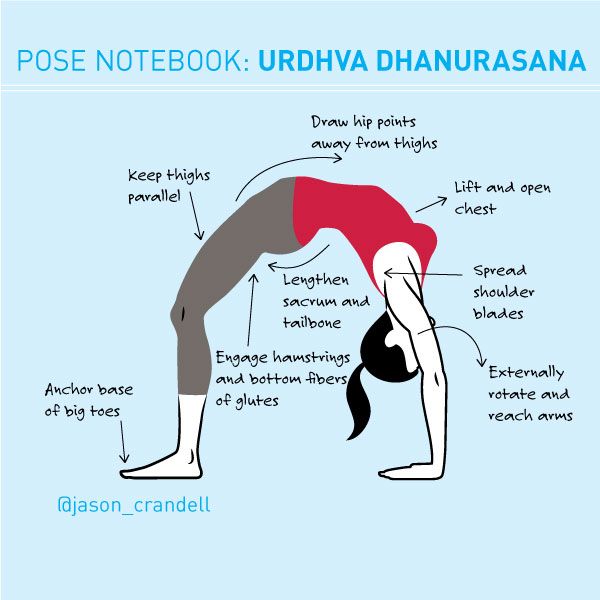 POSE NOTEBOOK: URDHVA DHANURASANA
Draw hip points
away from thighs
Keep thighs
parallel
Lift and open
chest
Lengthen
sacrum and
tailbone
Spread
shoulder
blades
Engage hamstrings
and bottom fibers
of glutes
Externally
rotate and
reach arms
Anchor base
of big toes
@jason_crandell